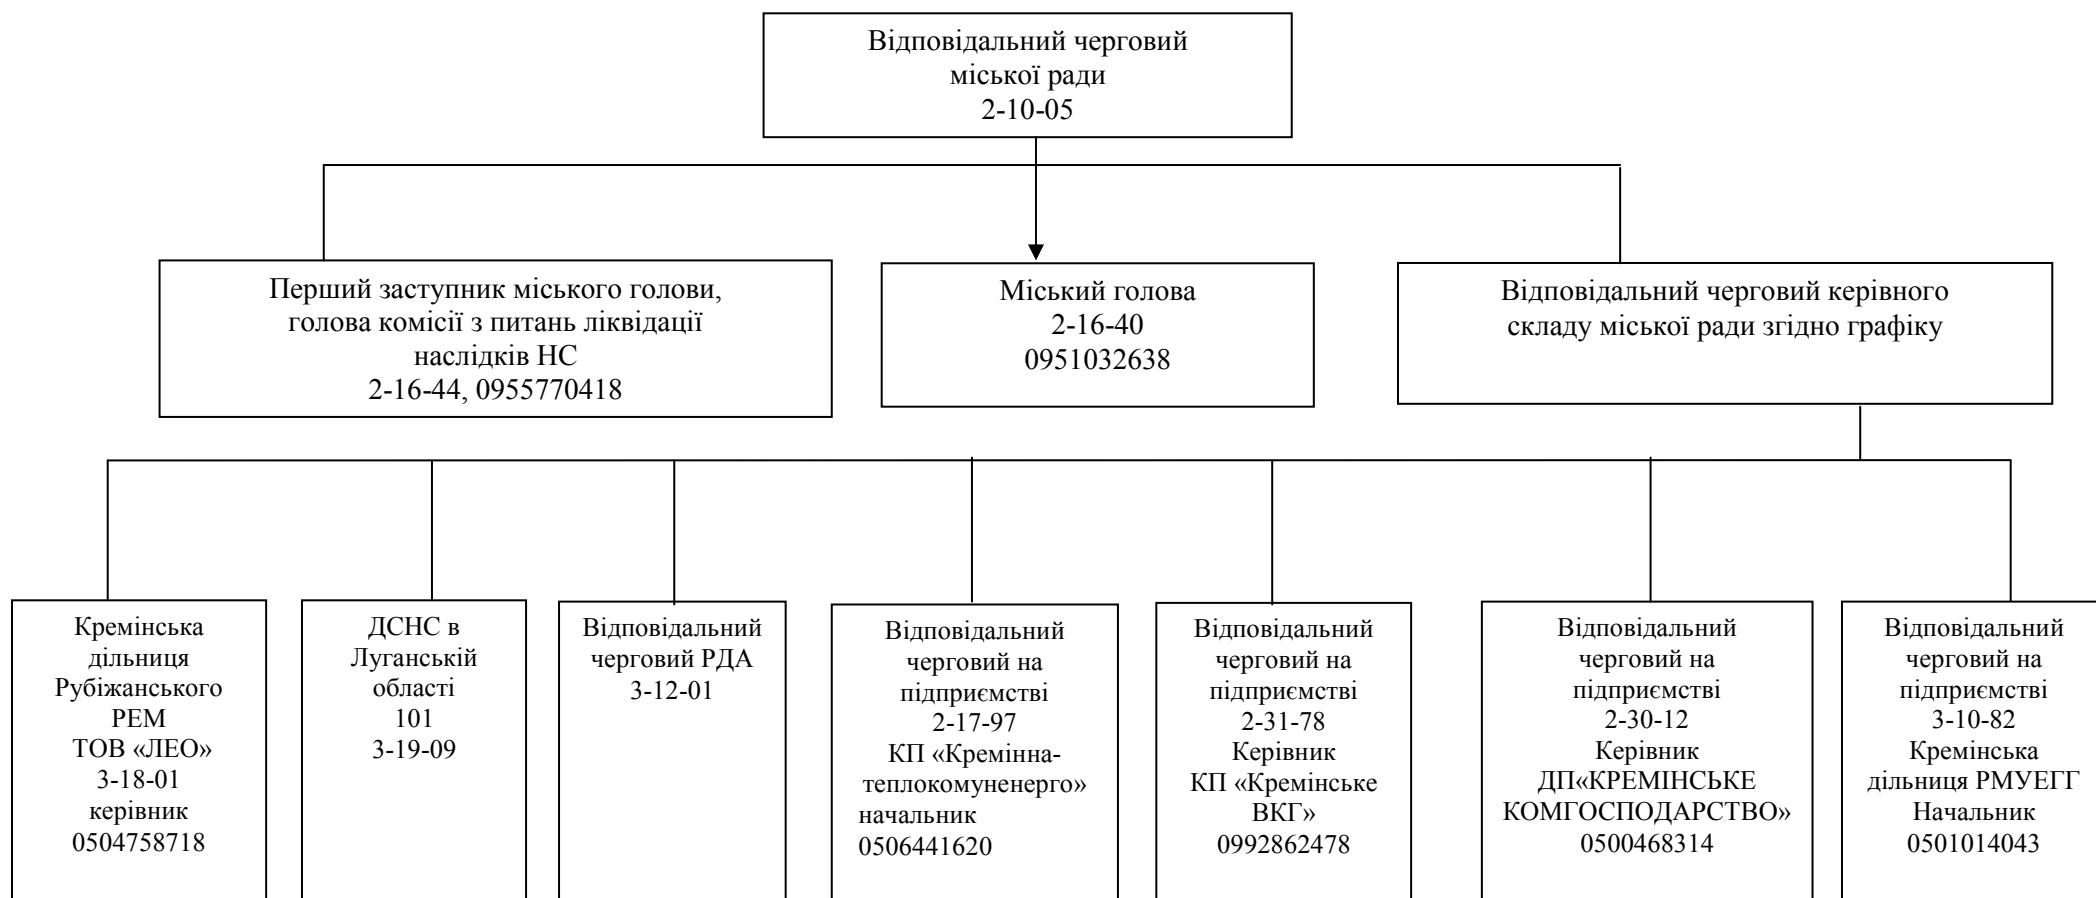 Відповідальний черговий
міської ради
2-10-05
Перший заступник міського голови,
голова комісії з питань ліквідації
наслідків НС
2-16-44, 0955770418
Міський голова
2-16-40
0951032638
Відповідальний черговий керівного
складу міської ради згідно графіку
Кремінська
дільниця
Рубіжанського
РЕМ
ТОВ «ЛЕО»
3-18-01
керівник
0504758718
ДСНС в
Луганській
області
101
3-19-09
Відповідальний
черговий РДА
3-12-01
Відповідальний
черговий на
підприємстві
2-17-97
КП «Кремінна-
теплокомуненерго»
начальник
0506441620
Відповідальний
черговий на
підприємстві
2-31-78
Керівник
КП «Кремінське
ВКГ»
0992862478
Відповідальний
черговий на
підприємстві
2-30-12
Керівник
ДП«КРЕМІНСЬКЕ
КОМГОСПОДАРСТВО»
0500468314
Відповідальний
черговий на
підприємстві
3-10-82
Кремінська
дільниця РМУЕГГ
Начальник
0501014043